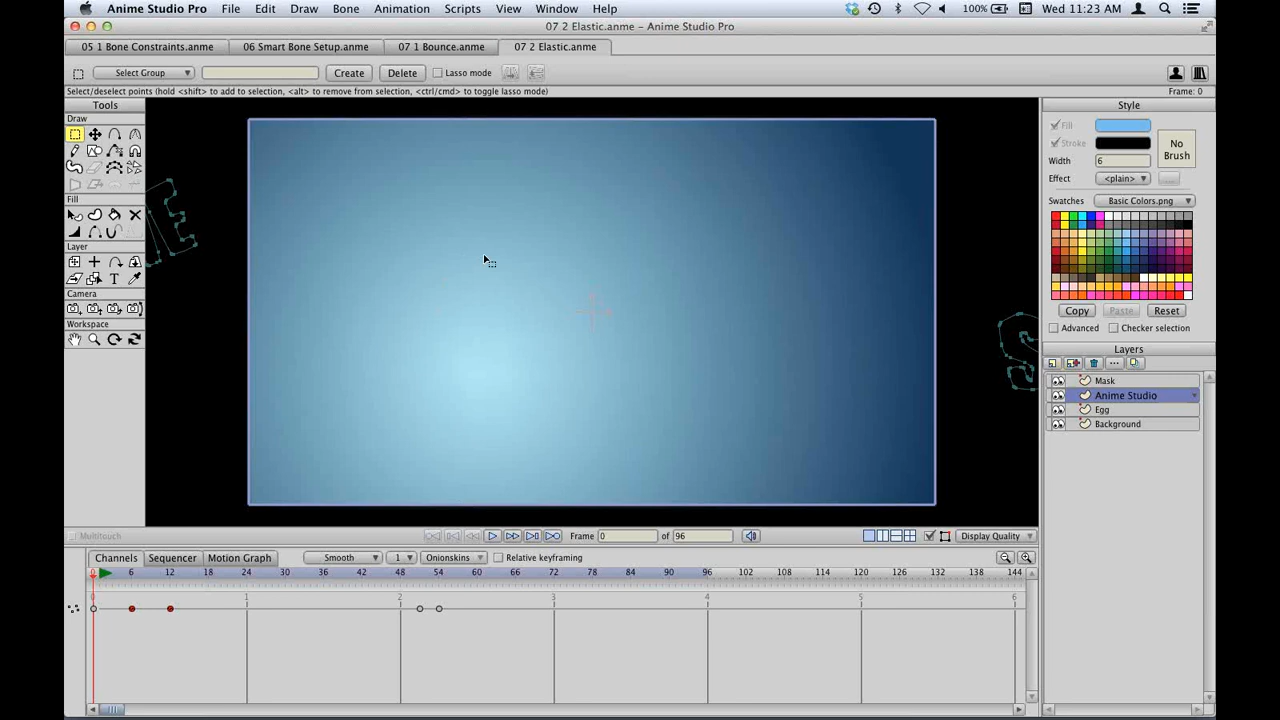 Anime Studio Pro File Edit Draw Bone Animation Scripts View Window Help 100% Wed 11:23 AM
07 2 Elastic.anme – Anime Studio Pro
05 1 Bone Constraints.anme 06 Smart Bone Setup.anme 07 1 Bounce.anme 07 2 Elastic.anme
Select Group Create Delete Lasso mode
Select/deselect points (hold <shift> to add to selection, <alt> to remove from selection, <ctrl/cmd> to toggle lasso mode) Frame: 0
Tools Style
Draw
Fill
Stroke
No Brush
Width 6
Effect <plain> ...
Swatches Basic Colors.png
Fill
E
Layer
T
Camera
Copy Paste Reset
Workspace
Advanced Checker selection
S
Layers
Mask
Anime Studio
Egg
Background
Multitouch Frame 0 of 96 Display Quality
Channels Sequencer Motion Graph Smooth 1 Onionskins Relative keyframing
0 6 12 18 24 30 36 42 48 54 60 66 72 78 84 90 96 102 108 114 120 126 132 138 144
0 1 2 3 4 5 6